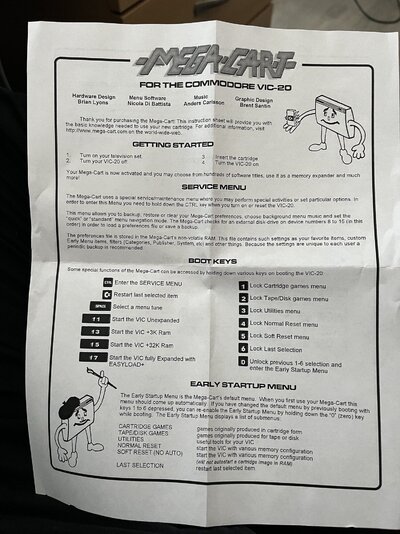 MEGA-CART
FOR THE COMMODORE VIC-20
Hardware Design Menu Software Music Graphic Design
Brian Lyons Nicola Di Battista Anders Carlsson Brent Santin
Thank you for purchasing the Mega-Cart! This instruction sheet will provide you with
the basic knowledge needed to use your new cartridge. For additional information, visit
http://www.mega-cart.com on the world-wide-web.
GETTING STARTED
1. Turn on your television set. 3. Insert the cartridge
2. Turn your VIC-20 off. 4. Turn the VIC-20 on.
Your Mega-Cart is now activated and you may choose from hundreds of software titles, use it as a memory expander and much
more!
SERVICE MENU
The Mega-Cart uses a special service/maintenance menu where you may perform special activities or set particular options. In
order to enter this Menu you need to hold down the CTRL key when you turn on or reset the VIC-20.
This menu allows you to backup, restore or clear your Mega-Cart preferences, choose background menu music and set the
"quick" or "standard" menu navigation mode. The Mega-Cart checks for an external disk drive on device numbers 8 to 16 (in this
order) in order to load a preferences file or save a backup.
The preferences file is stored in the Mega-Cart's non-volatile RAM. This file contains such settings as your favorite items, custom
Early Menu items, filters (Categories, Publisher, System, etc) and other things. Because the settings are unique to each user a
periodic backup is recommended.
BOOT KEYS
Some special functions of the Mega-Cart can be accessed by holding down various keys on booting the VIC-20
CTRL Enter the SERVICE MENU
Restart last selected item
SPACE Select a menu tune
f 1 Start the VIC Unexpanded
f 3 Start the VIC +3K Ram
f 5 Start the VIC +22K Ram
f 7 Start the VIC fully Expanded with
EASYLOAD+
1 Lock Cartridge games menu
2 Lock Tape/Disk games menu
3 Lock Utilities menu
4 Lock Normal Reset menu
5 Lock Soft Reset menu
6 Lock Last Selection
0 Unlock previous 1-6 selection and
enter the Early Startup Menu
EARLY STARTUP MENU
The Early Startup Menu is the Mega-Cart's default menu. When you first use your Mega-Cart this
menu should come up automatically. If you have changed the default menu by previously booting with
keys 1 to 6 depressed, you can re-enable the Early Startup Menu by holding down the "0" (zero) key
while booting. The Early Startup Menu displays a list of submenus:
CARTRIDGE GAMES games originally produced in cartridge form
TAPE/DISK GAMES games originally produced for tape or disk
UTILITIES useful tools for your VIC
NORMAL RESET start the VIC with various memory configuration
SOFT RESET (NO AUTO) start the VIC with various memory configuration
(will not autostart a cartridge image in RAM)
LAST SELECTION restart last selected item